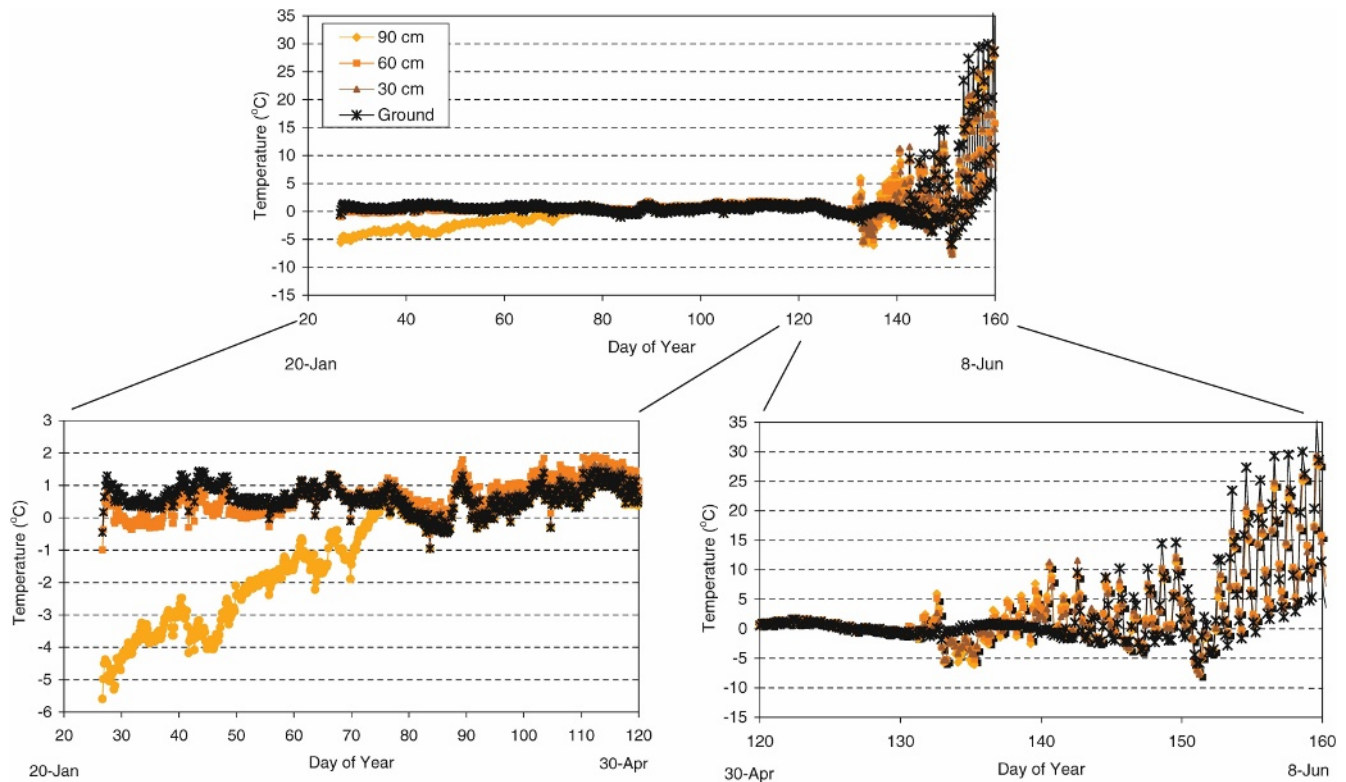 35
30
25
20
15
10
5
0
-5
-10
-15
Temperature (°C)
90 cm
60 cm
30 cm
Ground
20 40 60 80 100 120 140 160
Day of Year
20-Jan 8-Jun
3
2
1
0
-1
-2
-3
-4
-5
-6
Temperature (°C)
20 30 40 50 60 70 80 90 100 110 120
20-Jan Day of Year 30-Apr
35
30
25
20
15
10
5
0
-5
-10
-15
Temperature (°C)
120 130 140 150 160
30-Apr Day of Year 8-Jun